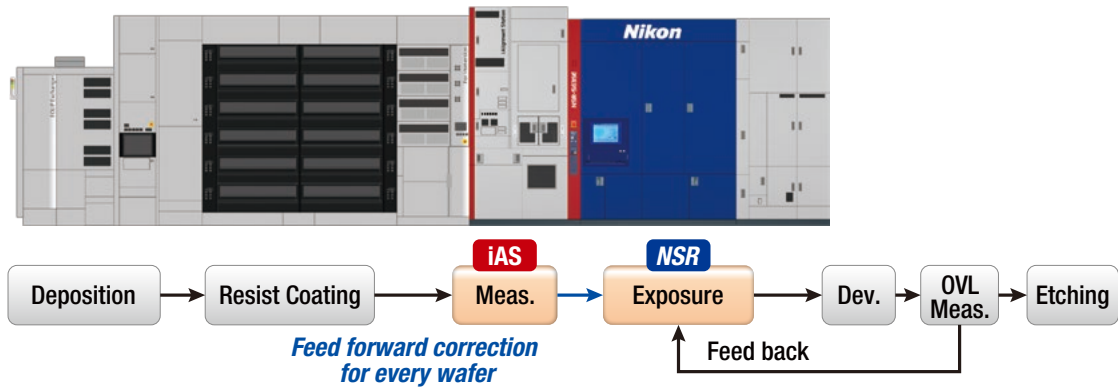 Nikon
iAS
NSR
Deposition
Resist Coating
Meas.
Exposure
Dev.
OVL
Meas.
Etching
Feed forward correction
for every wafer
Feed back